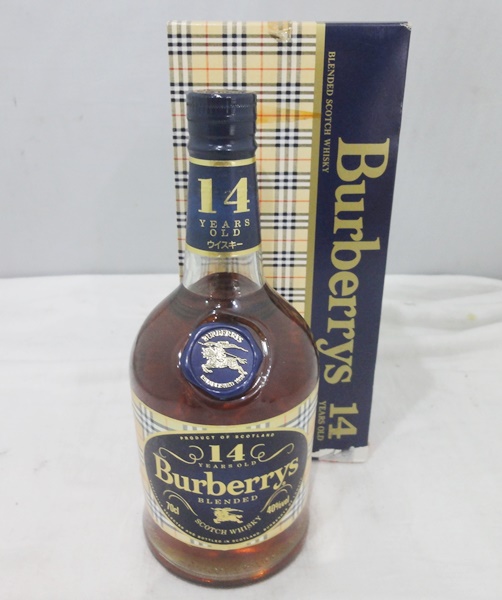 14
YEARS
OLD
ウイスキー
BURBERRYS
PRODUCT OF SCOTLAND
14
YEARS OLD
Burberrys
BLENDED
70cl
40%vol
SCOTCH WHISKY
BLENDED SCOTCH WHISKY
Burberrys 14
YEARS OLD